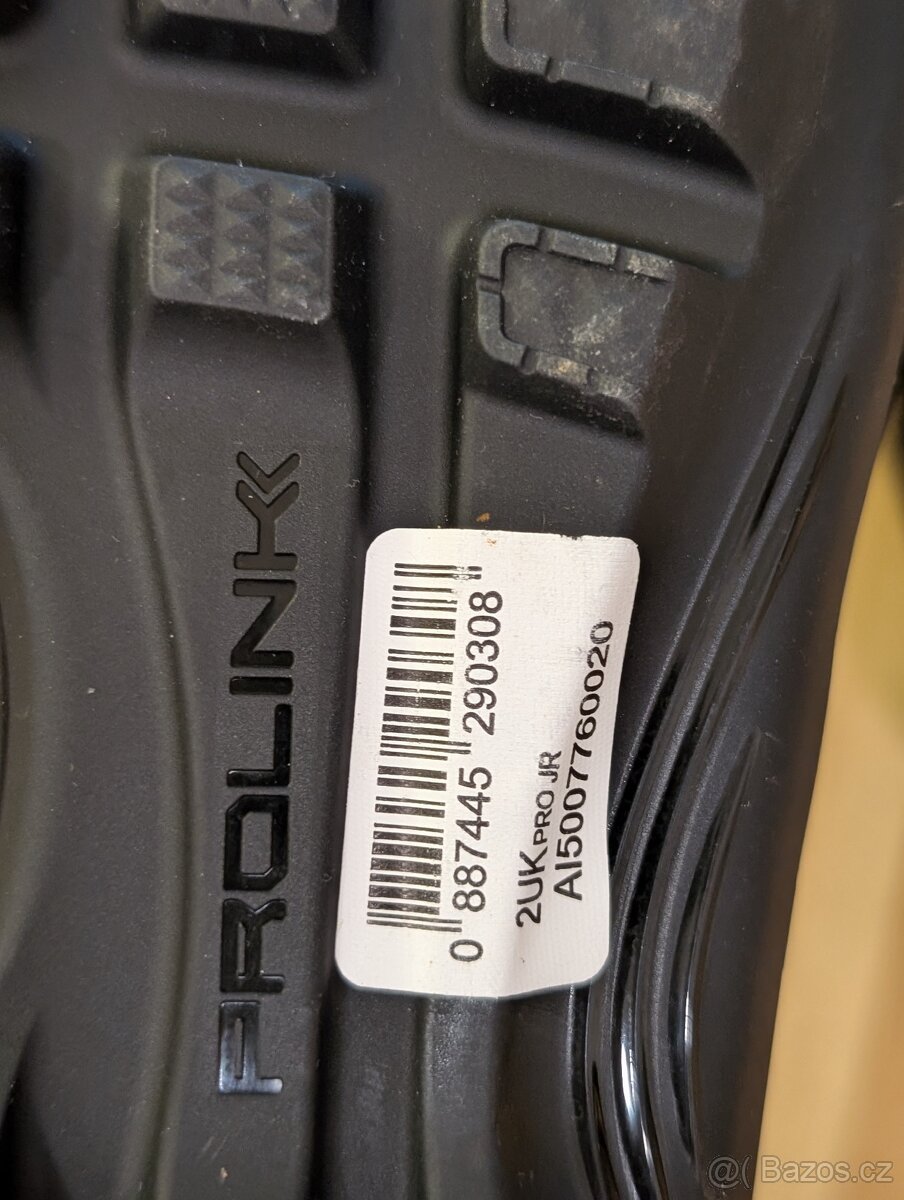 PROLINK
0 887445 290308
2UK PRO JR
AI5007760020
@( Bazos.cz